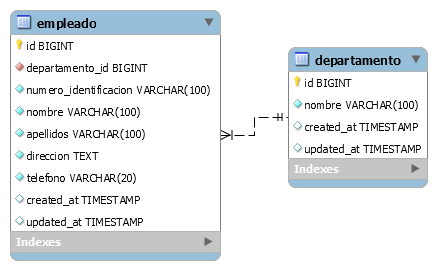 empleado
id BIGINT
departamento_id BIGINT
numero_identificacion VARCHAR(100)
nombre VARCHAR(100)
apellidos VARCHAR(100)
direccion TEXT
telefono VARCHAR(20)
created_at TIMESTAMP
updated_at TIMESTAMP
Indexes
departamento
id BIGINT
nombre VARCHAR(100)
created_at TIMESTAMP
updated_at TIMESTAMP
Indexes